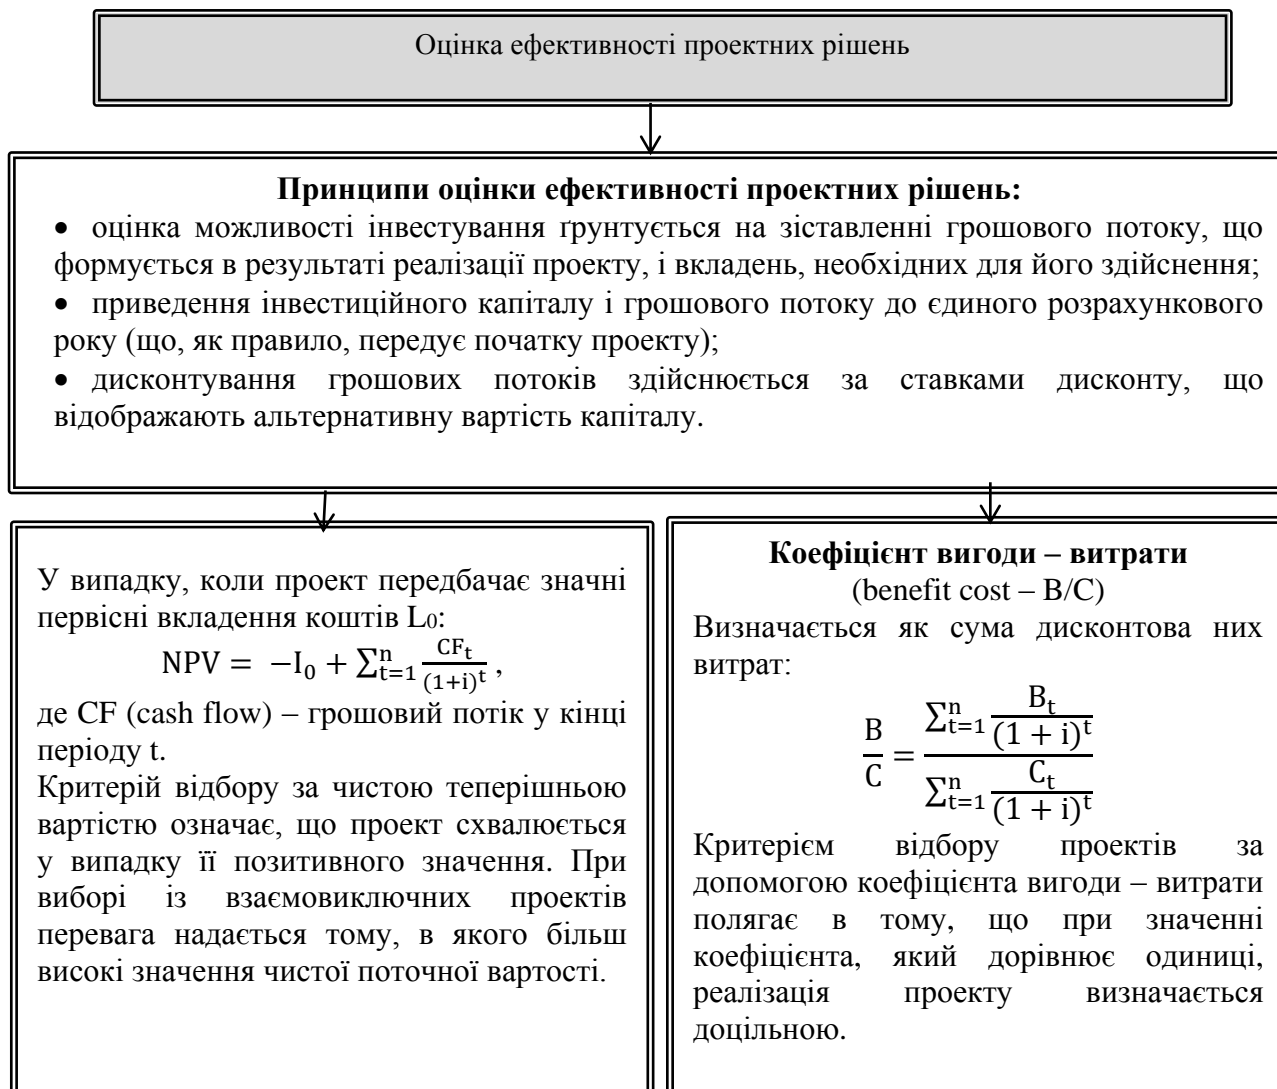 Оцінка ефективності проектних рішень
Принципи оцінки ефективності проектних рішень:
• оцінка можливості інвестування ґрунтується на зіставленні грошового потоку, що
формується в результаті реалізації проекту, і вкладень, необхідних для його здійснення;
• приведення інвестиційного капіталу і грошового потоку до єдиного розрахункового
року (що, як правило, передує початку проекту);
• дисконтування грошових потоків здійснюється за ставками дисконту, що
відображають альтернативну вартість капіталу.
У випадку, коли проект передбачає значні
первісні вкладення коштів L₀:
NPV = −I₀ + ∑ₜ₌₁ⁿ CFₜ/(1+i)ᵗ ,
де CF (cash flow) – грошовий потік у кінці
періоду t.
Критерій відбору за чистою теперішньою
вартістю означає, що проект схвалюється
у випадку її позитивного значення. При
виборі із взаємовиключних проектів
перевага надається тому, в якого більш
високі значення чистої поточної вартості.
Коефіцієнт вигоди – витрати
(benefit cost – B/C)
Визначається як сума дисконтова них
витрат:
B/C = (∑ₜ₌₁ⁿ Bₜ/(1 + i)ᵗ)/(∑ₜ₌₁ⁿ Cₜ/(1 + i)ᵗ)
Критерієм відбору проектів за
допомогою коефіцієнта вигоди – витрати
полягає в тому, що при значенні
коефіцієнта, який дорівнює одиниці,
реалізація проекту визначається
доцільною.